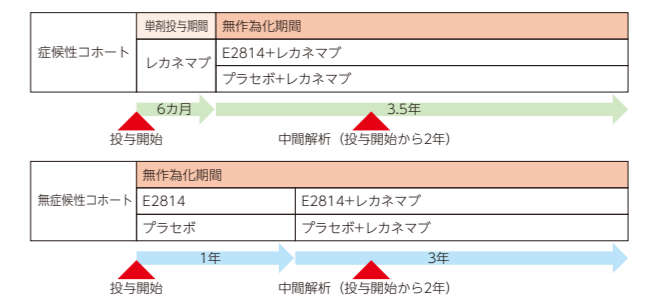 単剤投与期間 無作為化期間
症候性コホート レカネマブ E2814+レカネマブ
プラセボ+レカネマブ
6カ月 3.5年
投与開始 中間解析（投与開始から2年）
無作為化期間
無症候性コホート E2814 E2814+レカネマブ
プラセボ プラセボ+レカネマブ
1年 3年
投与開始 中間解析（投与開始から2年）